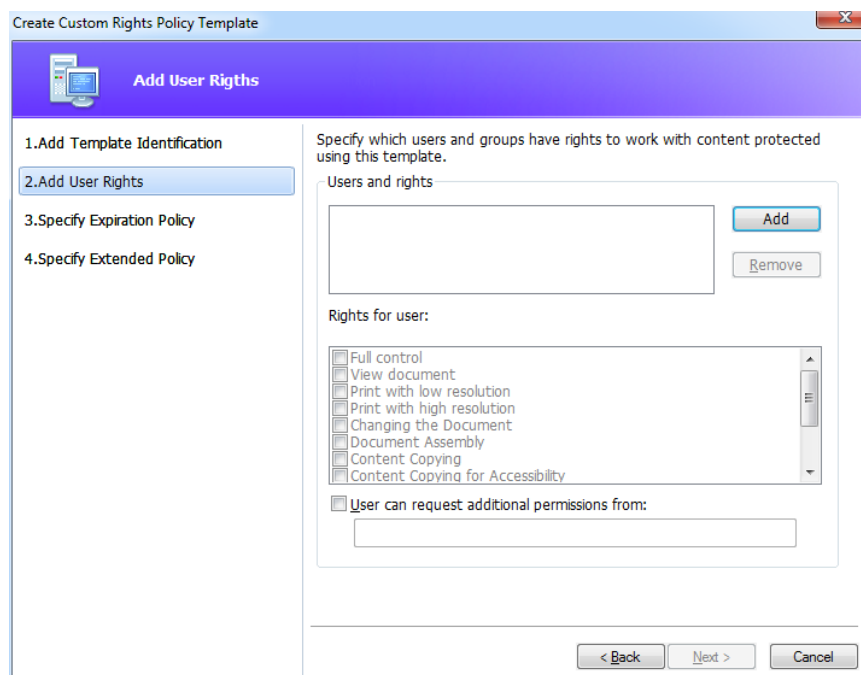 Create Custom Rights Policy Template
Add User Rigths
1.Add Template Identification
2.Add User Rights
3.Specify Expiration Policy
4.Specify Extended Policy
Specify which users and groups have rights to work with content protected
using this template.
Users and rights
Add
Remove
Rights for user:
Full control
View document
Print with low resolution
Print with high resolution
Changing the Document
Document Assembly
Content Copying
Content Copying for Accessibility
User can request additional permissions from:
< Back
Next >
Cancel